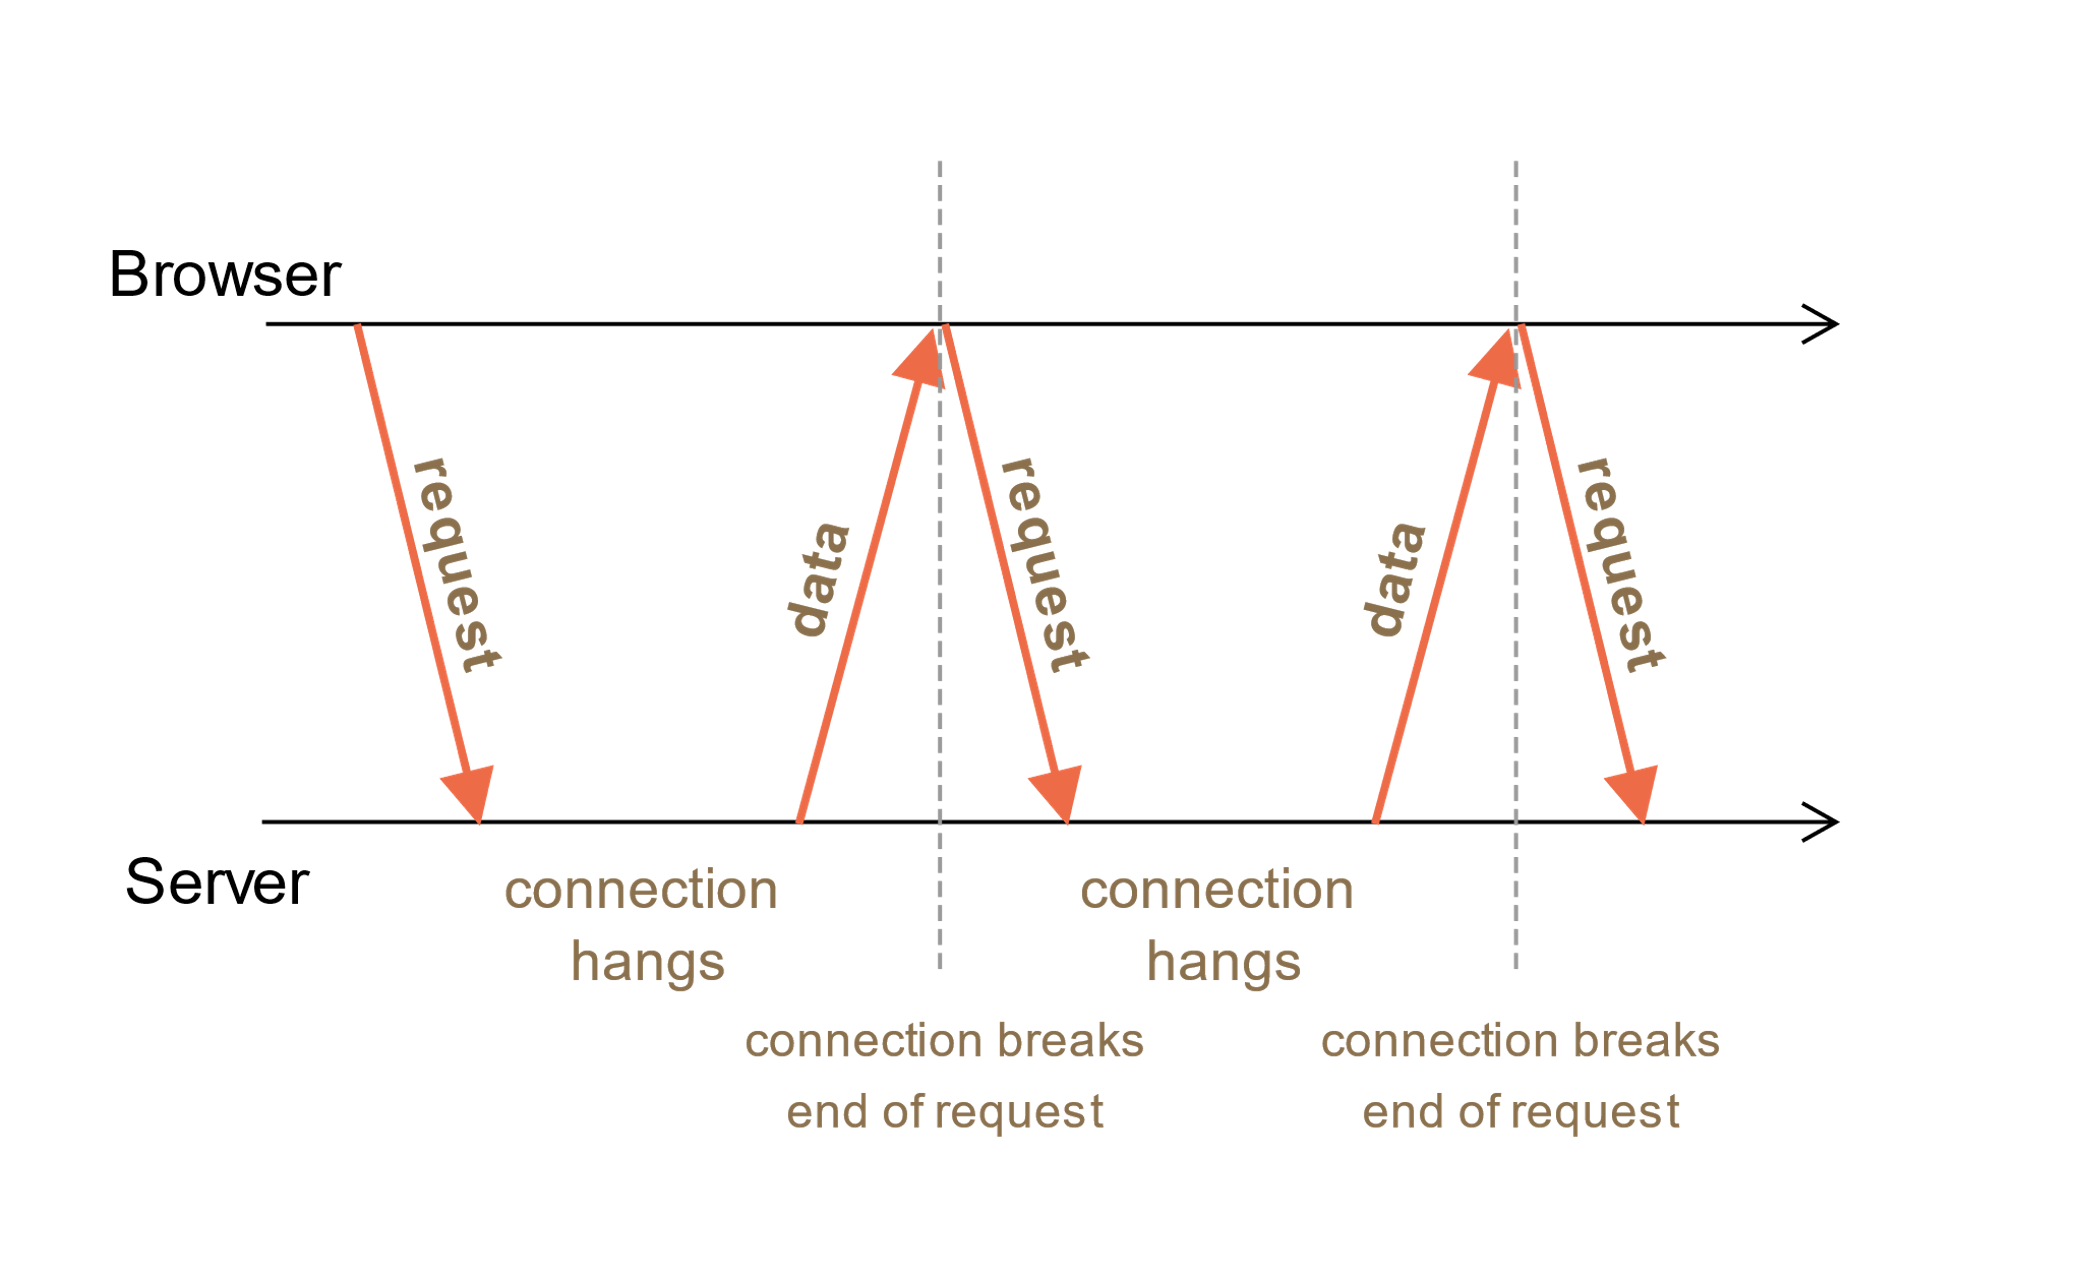 Browser
request
data
request
data
request
Server
connection
hangs
connection
hangs
connection breaks
end of request
connection breaks
end of request